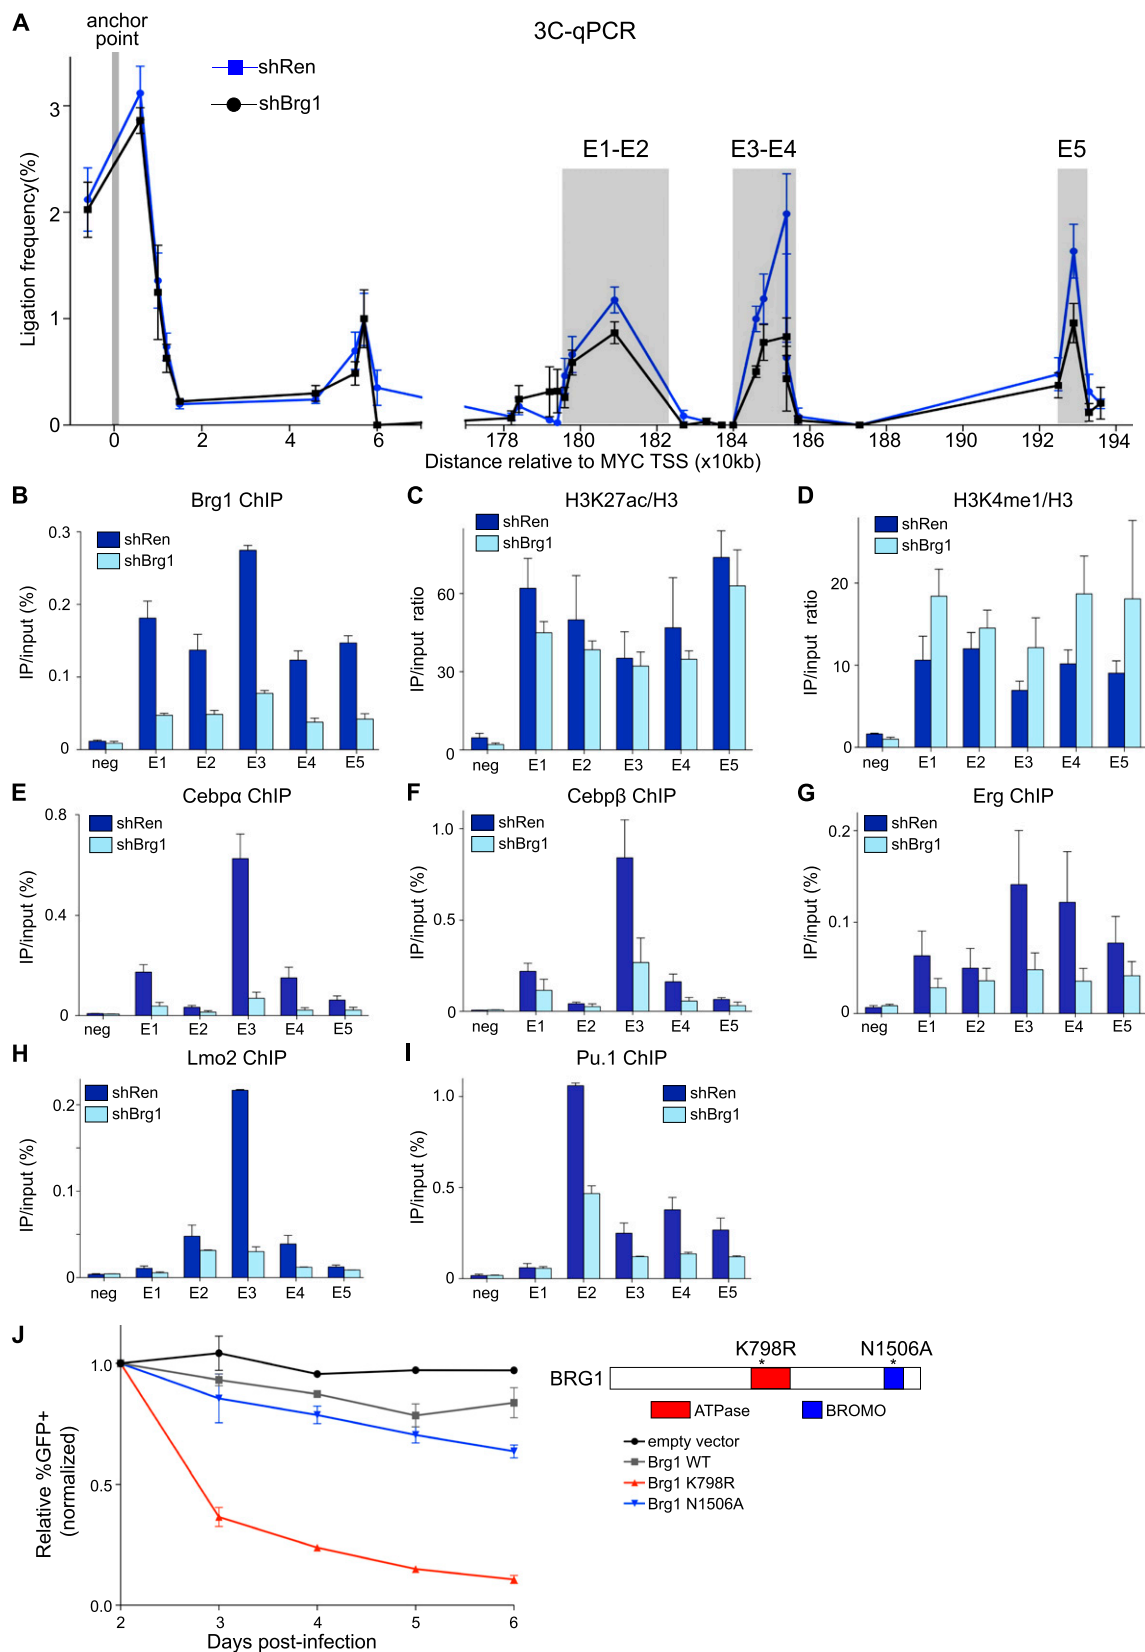 A
anchor
point
3C-qPCR
shRen
shBrg1
E1-E2
E3-E4
E5
Ligation frequency(%)
3
2
1
0
0
2
4
6
178
180
182
184
186
188
190
192
194
Distance relative to MYC TSS (x10kb)
B
Brg1 ChIP
shRen
shBrg1
IP/input (%)
0.3
0.2
0.1
0
neg
E1
E2
E3
E4
E5
C
H3K27ac/H3
shRen
shBrg1
IP/input ratio
60
30
0
neg
E1
E2
E3
E4
E5
D
H3K4me1/H3
shRen
shBrg1
IP/input ratio
20
10
0
neg
E1
E2
E3
E4
E5
E
Cebpα ChIP
shRen
shBrg1
IP/input (%)
0.8
0.4
0
neg
E1
E2
E3
E4
E5
F
Cebpβ ChIP
shRen
shBrg1
IP/input (%)
1.0
0.5
0
neg
E1
E2
E3
E4
E5
G
Erg ChIP
shRen
shBrg1
IP/input (%)
0.2
0.1
0
neg
E1
E2
E3
E4
E5
H
Lmo2 ChIP
shRen
shBrg1
IP/input (%)
0.2
0.1
0
neg
E1
E2
E3
E4
E5
I
Pu.1 ChIP
shRen
shBrg1
IP/input (%)
1.0
0.5
0
neg
E1
E2
E3
E4
E5
J
Relative %GFP+
(normalized)
1.0
0.5
0.0
2
3
4
5
6
Days post-infection
K798R
N1506A
*
*
BRG1
ATPase
BROMO
empty vector
Brg1 WT
Brg1 K798R
Brg1 N1506A